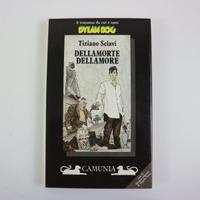 Il romanzo da cui è nato
DYLAN DOG
Tiziano Sclavi
DELLAMORTE
DELLAMORE
CAMUNIA